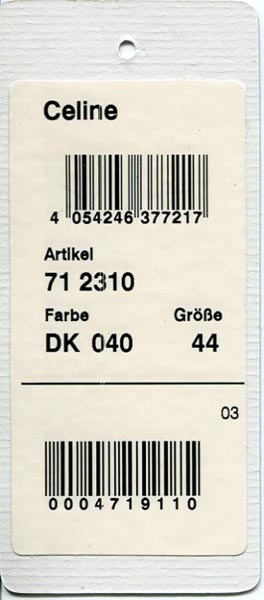 Celine
4 054246 377217
Artikel
71 2310
Farbe Größe
DK 040 44
03
0004719110